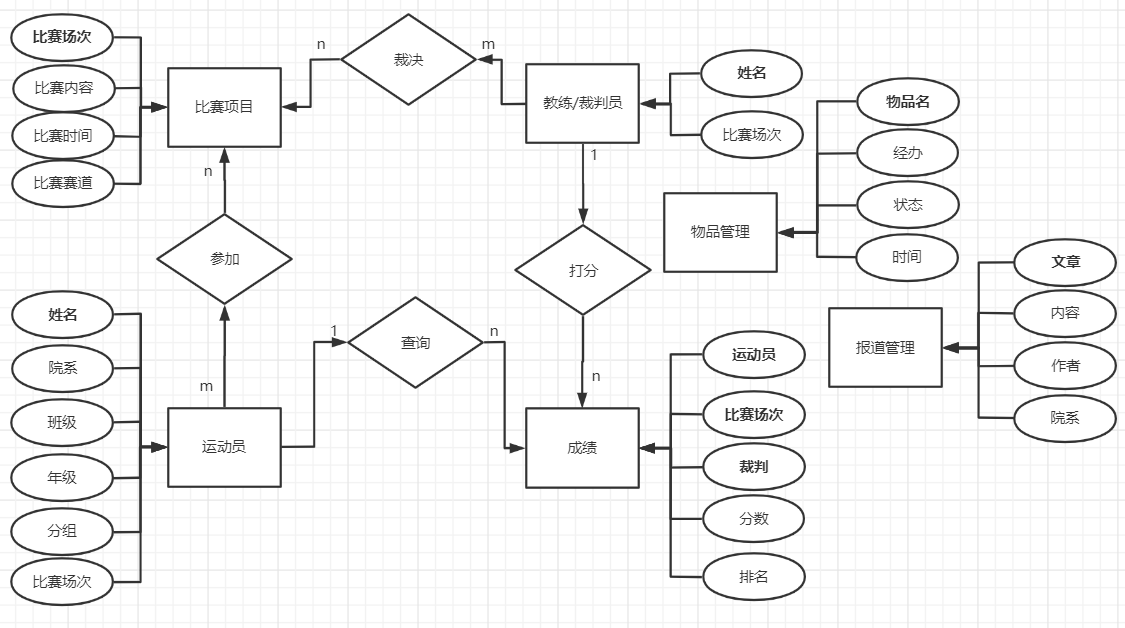 比赛场次
比赛内容
比赛时间
比赛赛道
比赛项目
n
裁决
m
教练/裁判员
姓名
比赛场次
n
参加
m
1
打分
n
物品管理
物品名
经办
状态
时间
姓名
院系
班级
年级
分组
比赛场次
运动员
1
查询
n
成绩
运动员
比赛场次
裁判
分数
排名
报道管理
文章
内容
作者
院系